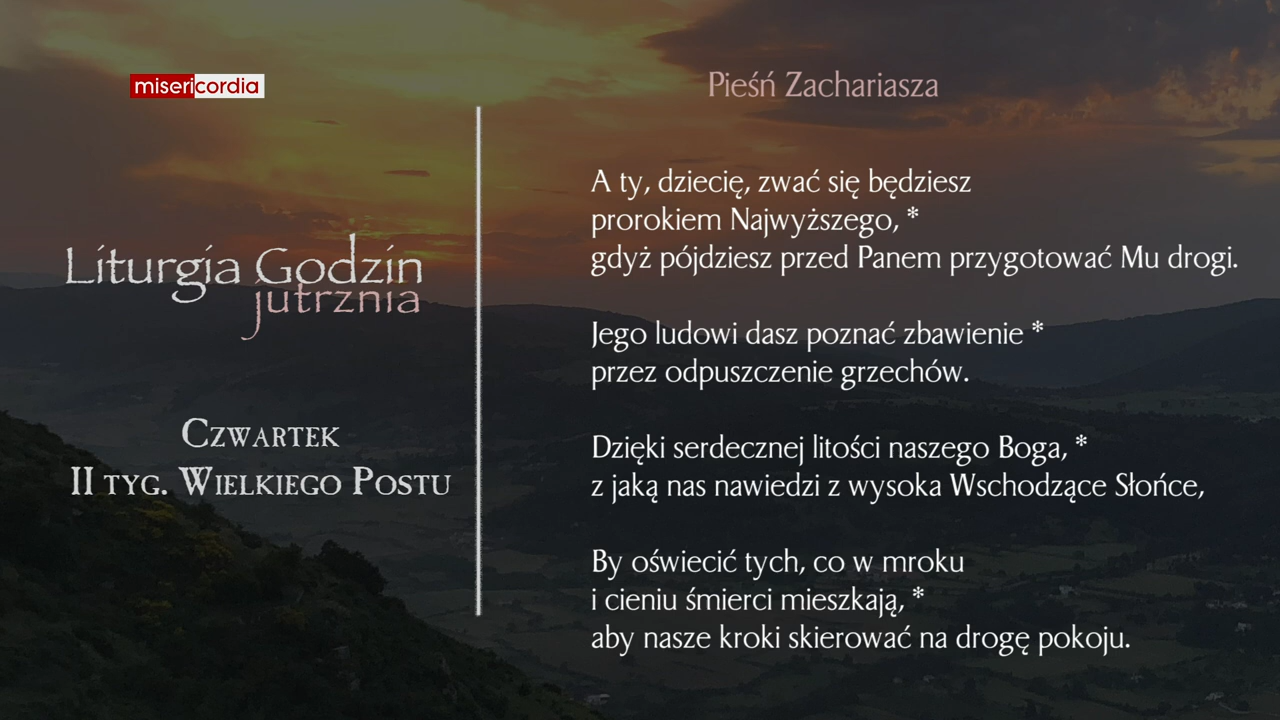 misericordia
Liturgia Godzin
jutrznia
Czwartek
II tyg. Wielkiego Postu
Pieśń Zachariasza
A ty, dziecię, zwać się będziesz
prorokiem Najwyższego, *
gdyż pójdziesz przed Panem przygotować Mu drogi.
Jego ludowi dasz poznać zbawienie *
przez odpuszczenie grzechów.
Dzięki serdecznej litości naszego Boga, *
z jaką nas nawiedzi z wysoka Wschodzące Słońce,
By oświecić tych, co w mroku
i cieniu śmierci mieszkają, *
aby nasze kroki skierować na drogę pokoju.